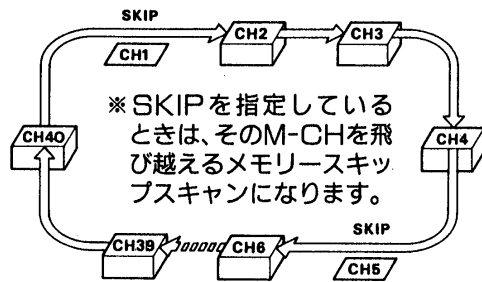 SKIP
CH1
CH2
CH3
※SKIPを指定している
ときは、そのM-CHを飛
び越えるメモリースキッ
プスキャンになります。
CH40
CH4
SKIP
CH39
CH6
CH5